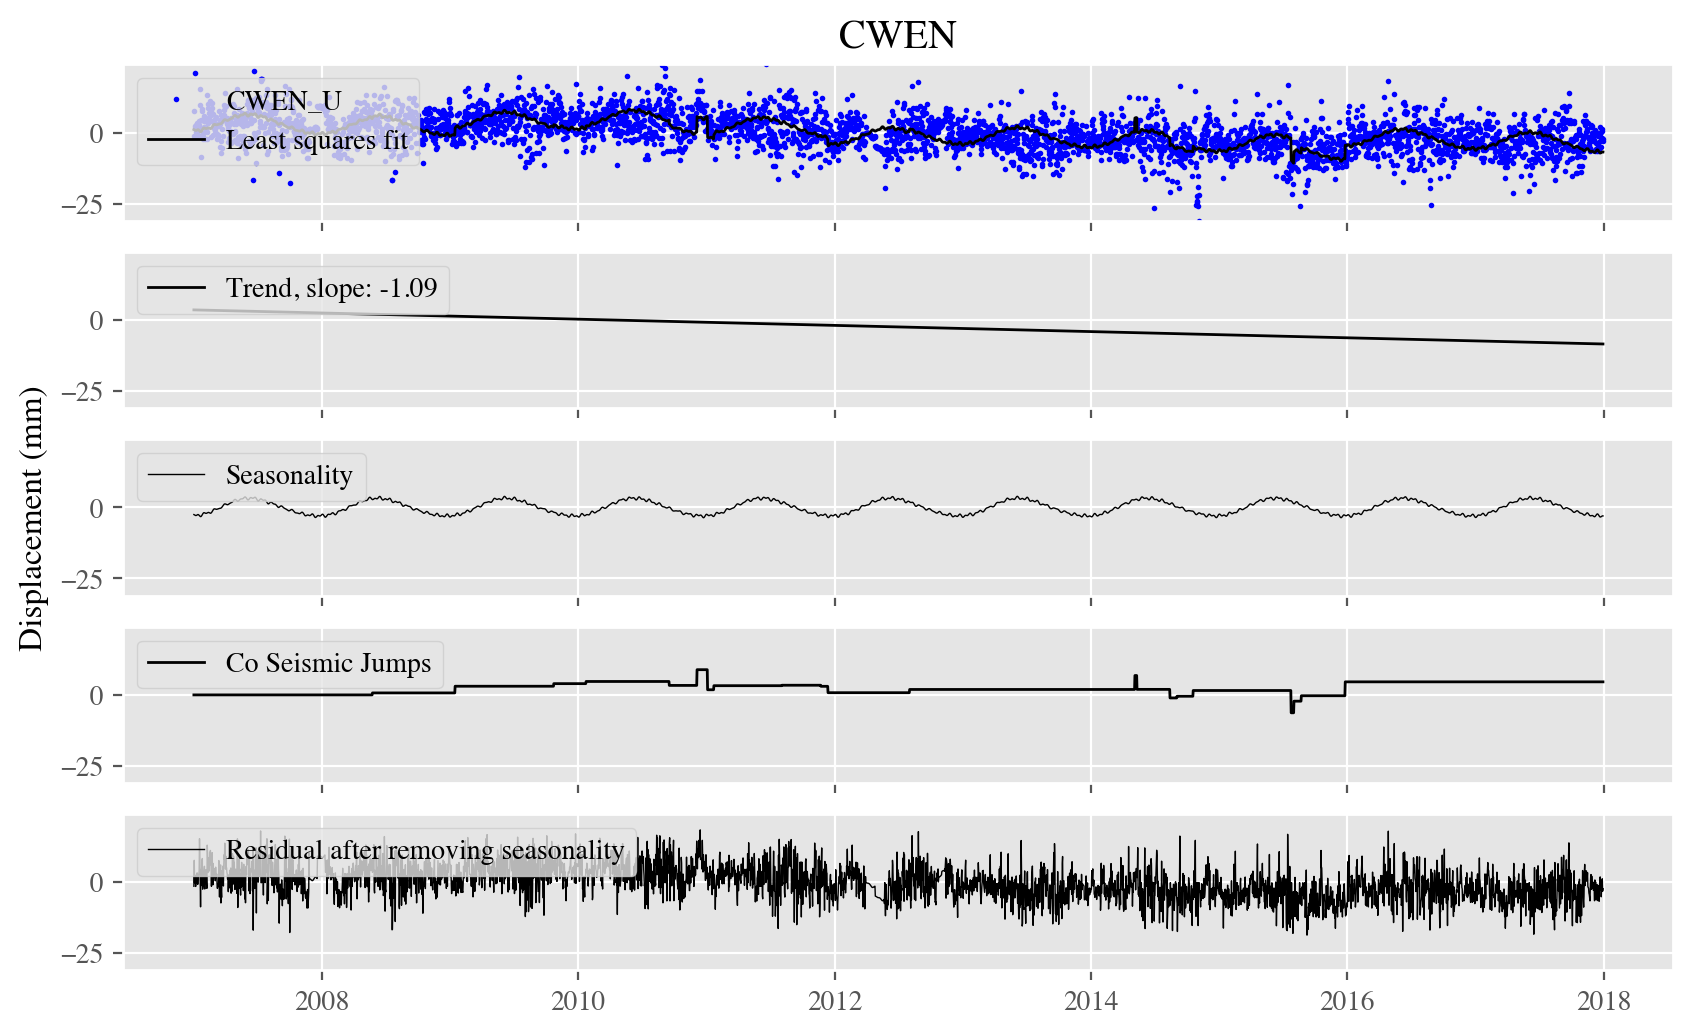 CWEN
CWEN_U
Least squares fit
0
−25
Trend, slope: -1.09
0
−25
Seasonality
0
−25
Co Seismic Jumps
0
−25
Residual after removing seasonality
0
−25
Displacement (mm)
2008 2010 2012 2014 2016 2018